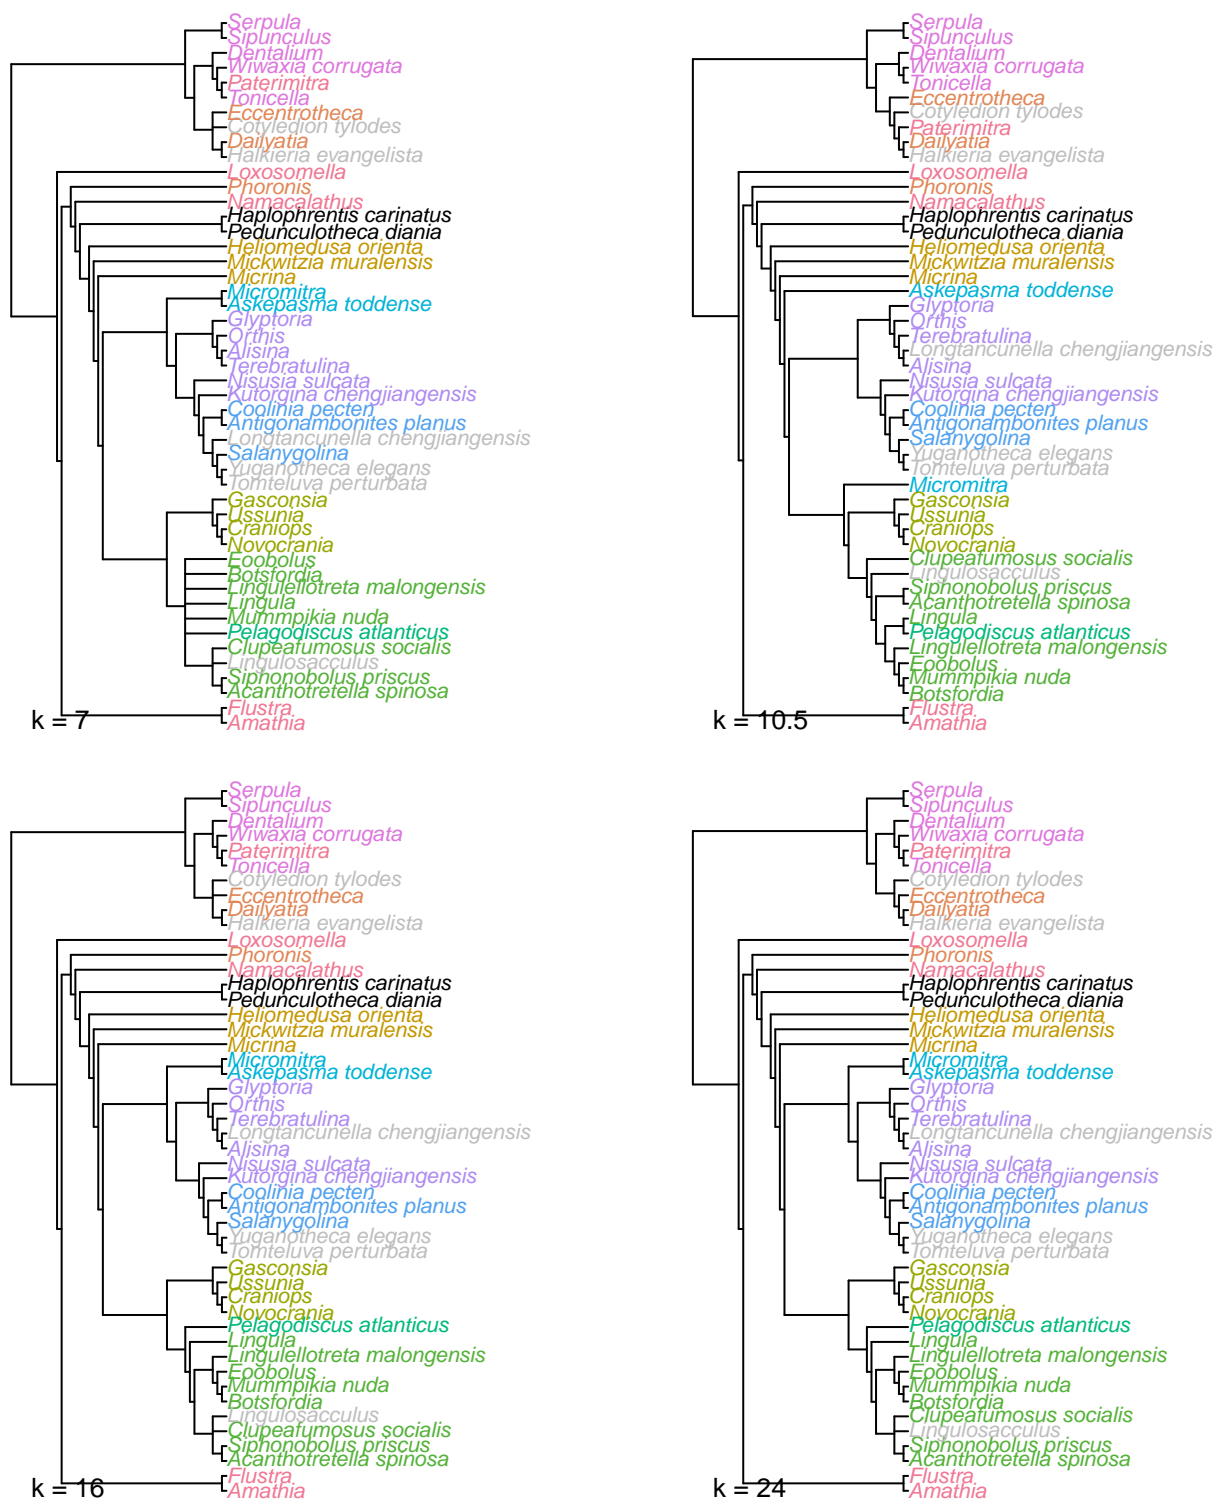 Serpula
Sipunculus
Dentalium
Wiwaxia corrugata
Paterimitra
Tonicella
Eccentrotheca
Cotyledion tylodes
Dailyatia
Halkieria evangelista
Loxosomella
Phoronis
Namacalathus
Haplophrentis carinatus
Pedunculotheca diania
Heliomedusa orienta
Mickwitzia muralensis
Micrina
Micromitra
Askepasma toddense
Glyptoria
Orthis
Alisina
Terebratulina
Nisusia sulcata
Kutorgina chengjiangensis
Coolinia pecten
Antigonambonites planus
Longtancunella chengjiangensis
Salanygolina
Yuganotheca elegans
Tomteluva perturbata
Gasconsia
Ussunia
Craniops
Novocrania
Eoobolus
Botsfordia
Lingulellotreta malongensis
Lingula
Mummpikia nuda
Pelagodiscus atlanticus
Clupeafumosus socialis
Lingulosacculus
Siphonobolus priscus
Acanthotretella spinosa
Flustra
Amathia
k = 7
Serpula
Sipunculus
Dentalium
Wiwaxia corrugata
Tonicella
Eccentrotheca
Cotyledion tylodes
Paterimitra
Dailyatia
Halkieria evangelista
Loxosomella
Phoronis
Namacalathus
Haplophrentis carinatus
Pedunculotheca diania
Heliomedusa orienta
Mickwitzia muralensis
Micrina
Askepasma toddense
Glyptoria
Orthis
Terebratulina
Longtancunella chengjiangensis
Alisina
Nisusia sulcata
Kutorgina chengjiangensis
Coolinia pecten
Antigonambonites planus
Salanygolina
Yuganotheca elegans
Tomteluva perturbata
Micromitra
Gasconsia
Ussunia
Craniops
Novocrania
Clupeafumosus socialis
Lingulosacculus
Siphonobolus priscus
Acanthotretella spinosa
Lingula
Pelagodiscus atlanticus
Lingulellotreta malongensis
Eoobolus
Mummpikia nuda
Botsfordia
Flustra
Amathia
k = 10.5
Serpula
Sipunculus
Dentalium
Wiwaxia corrugata
Paterimitra
Tonicella
Cotyledion tylodes
Eccentrotheca
Dailyatia
Halkieria evangelista
Loxosomella
Phoronis
Namacalathus
Haplophrentis carinatus
Pedunculotheca diania
Heliomedusa orienta
Mickwitzia muralensis
Micrina
Micromitra
Askepasma toddense
Glyptoria
Orthis
Terebratulina
Longtancunella chengjiangensis
Alisina
Nisusia sulcata
Kutorgina chengjiangensis
Coolinia pecten
Antigonambonites planus
Salanygolina
Yuganotheca elegans
Tomteluva perturbata
Gasconsia
Ussunia
Craniops
Novocrania
Pelagodiscus atlanticus
Lingula
Lingulellotreta malongensis
Eoobolus
Mummpikia nuda
Botsfordia
Lingulosacculus
Clupeafumosus socialis
Siphonobolus priscus
Acanthotretella spinosa
Flustra
Amathia
k = 16
Serpula
Sipunculus
Dentalium
Wiwaxia corrugata
Paterimitra
Tonicella
Cotyledion tylodes
Eccentrotheca
Dailyatia
Halkieria evangelista
Loxosomella
Phoronis
Namacalathus
Haplophrentis carinatus
Pedunculotheca diania
Heliomedusa orienta
Mickwitzia muralensis
Micrina
Micromitra
Askepasma toddense
Glyptoria
Orthis
Terebratulina
Longtancunella chengjiangensis
Alisina
Nisusia sulcata
Kutorgina chengjiangensis
Coolinia pecten
Antigonambonites planus
Salanygolina
Yuganotheca elegans
Tomteluva perturbata
Gasconsia
Ussunia
Craniops
Novocrania
Pelagodiscus atlanticus
Lingula
Lingulellotreta malongensis
Eoobolus
Mummpikia nuda
Botsfordia
Clupeafumosus socialis
Lingulosacculus
Siphonobolus priscus
Acanthotretella spinosa
Flustra
Amathia
k = 24